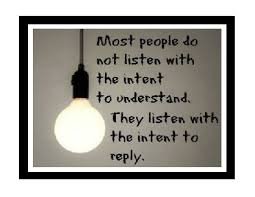 Most people do
not listen with
the intent
to understand.
They listen with
the intent to
reply.